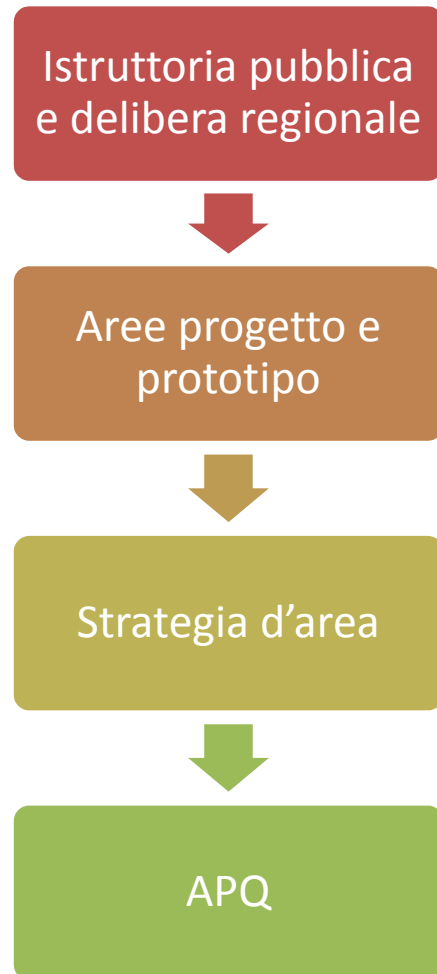 Istruttoria pubblica
e delibera regionale
Aree progetto e
prototipo
Strategia d’area
APQ